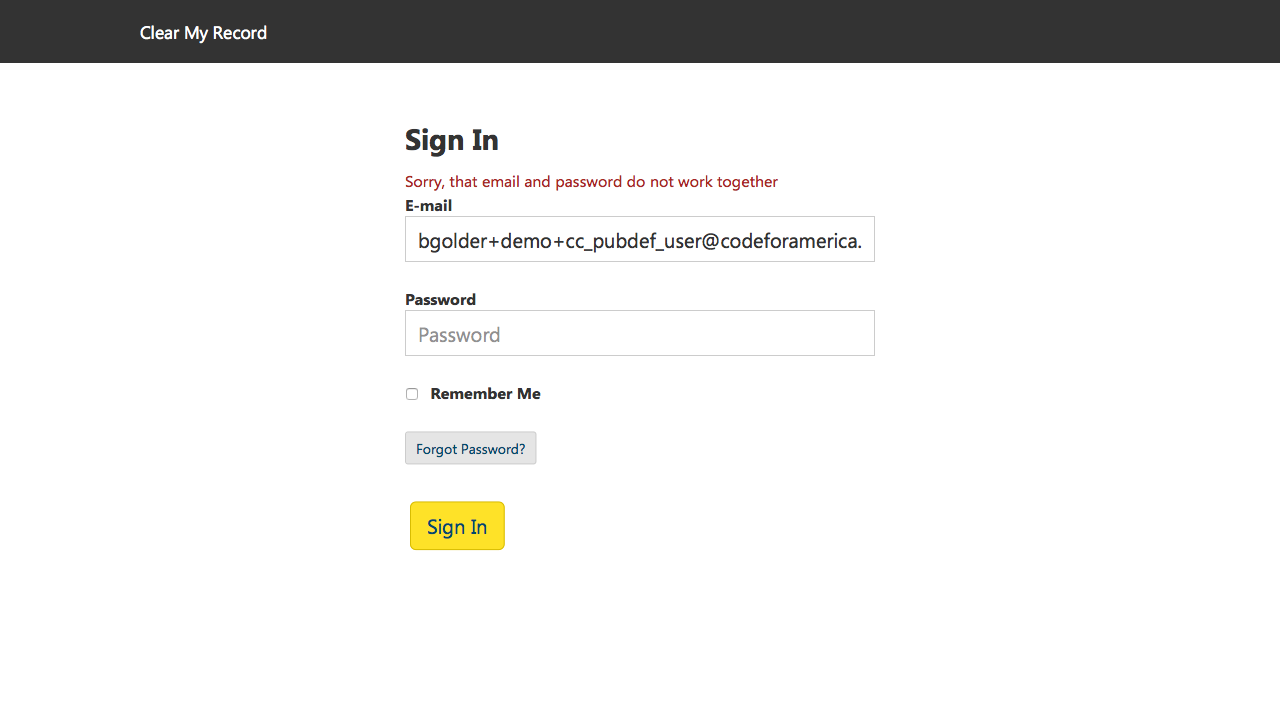 Clear My Record
Sign In
Sorry, that email and password do not work together
E-mail
bgolder+demo+cc_pubdef_user@codeforamerica.
Password
Password
Remember Me
Forgot Password?
Sign In